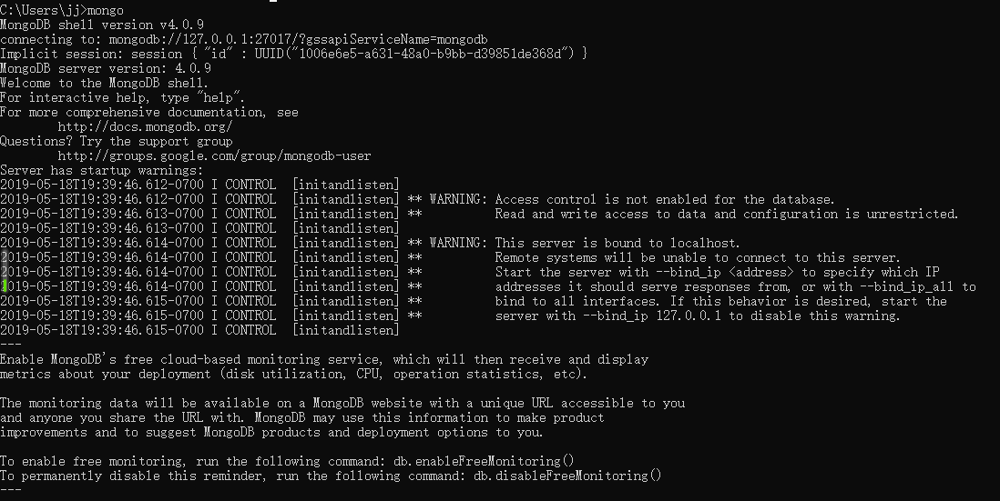 C:\Users\jj>mongo
MongoDB shell version v4.0.9
connecting to: mongodb://127.0.0.1:27017/?gssapiServiceName=mongodb
Implicit session: session { "id" : UUID("1006e6e5-a631-48a0-b9bb-d39851de368d") }
MongoDB server version: 4.0.9
Welcome to the MongoDB shell.
For interactive help, type "help".
For more comprehensive documentation, see
        http://docs.mongodb.org/
Questions? Try the support group
        http://groups.google.com/group/mongodb-user
Server has startup warnings:
2019-05-18T19:39:46.612-0700 I CONTROL  [initandlisten]
2019-05-18T19:39:46.612-0700 I CONTROL  [initandlisten] ** WARNING: Access control is not enabled for the database.
2019-05-18T19:39:46.613-0700 I CONTROL  [initandlisten] **          Read and write access to data and configuration is unrestricted.
2019-05-18T19:39:46.613-0700 I CONTROL  [initandlisten]
2019-05-18T19:39:46.614-0700 I CONTROL  [initandlisten] ** WARNING: This server is bound to localhost.
2019-05-18T19:39:46.614-0700 I CONTROL  [initandlisten] **          Remote systems will be unable to connect to this server.
2019-05-18T19:39:46.614-0700 I CONTROL  [initandlisten] **          Start the server with --bind_ip <address> to specify which IP
2019-05-18T19:39:46.614-0700 I CONTROL  [initandlisten] **          addresses it should serve responses from, or with --bind_ip_all to
2019-05-18T19:39:46.615-0700 I CONTROL  [initandlisten] **          bind to all interfaces. If this behavior is desired, start the
2019-05-18T19:39:46.615-0700 I CONTROL  [initandlisten] **          server with --bind_ip 127.0.0.1 to disable this warning.
2019-05-18T19:39:46.615-0700 I CONTROL  [initandlisten]
---
Enable MongoDB's free cloud-based monitoring service, which will then receive and display
metrics about your deployment (disk utilization, CPU, operation statistics, etc).

The monitoring data will be available on a MongoDB website with a unique URL accessible to you
and anyone you share the URL with. MongoDB may use this information to make product
improvements and to suggest MongoDB products and deployment options to you.

To enable free monitoring, run the following command: db.enableFreeMonitoring()
To permanently disable this reminder, run the following command: db.disableFreeMonitoring()
---